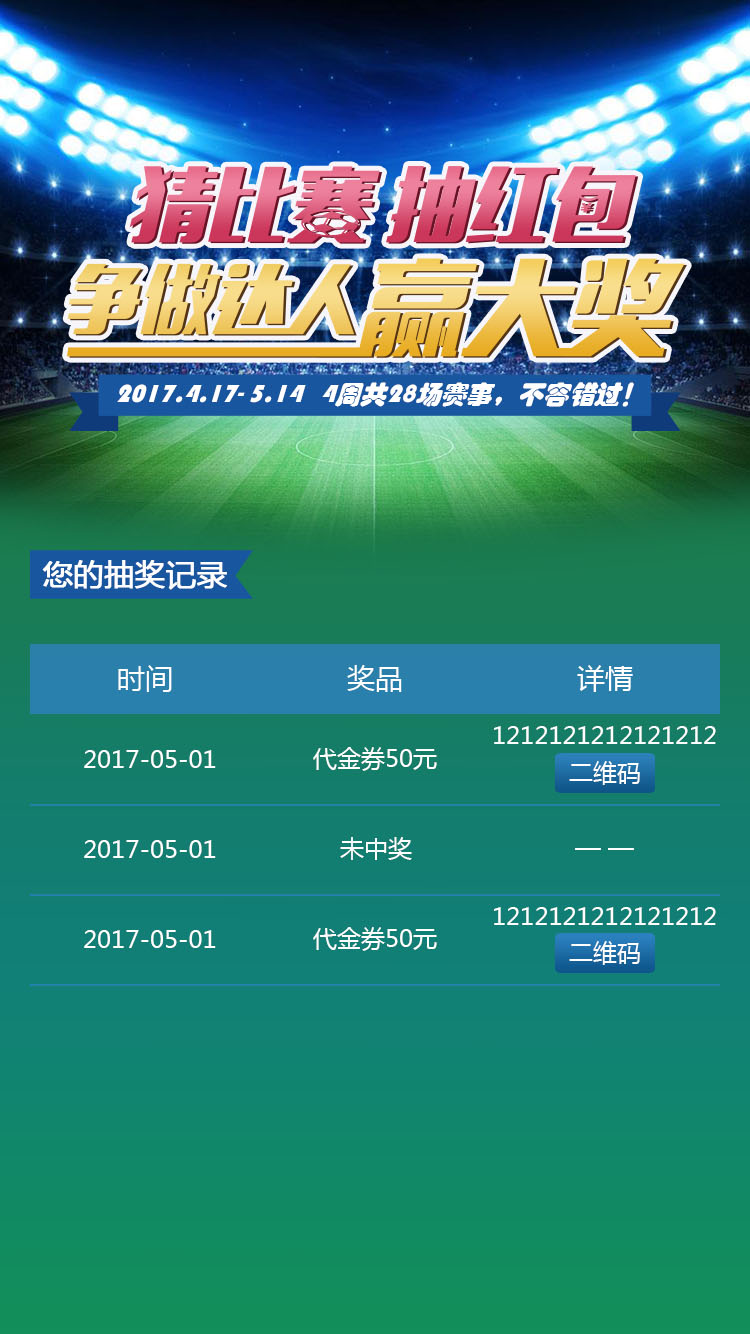 猜比赛 抽红包
争做达人赢大奖
2017.4.17-5.14 4周共28场赛事，不容错过！
您的抽奖记录
时间 奖品 详情
2017-05-01 代金券50元 1212121212121212
二维码
2017-05-01 未中奖 — —
2017-05-01 代金券50元 1212121212121212
二维码